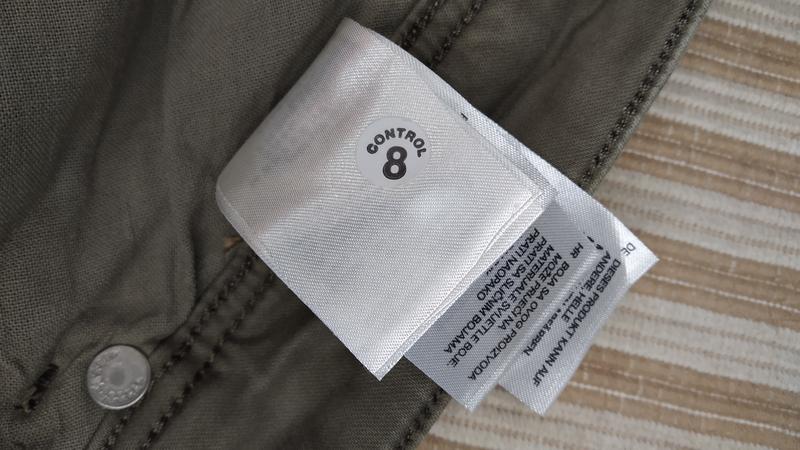 CONTROL
8
HR
BOJA SA OVOG PROIZVODA
MOŽE PREĆI NA
MATERIJALE SVIJETLE BOJE
PRATI SA SLIČNIM BOJAMA
PRATI NAOPAKO
DE
DIESES PRODUKT KANN AUF
ANDERE, HELLE